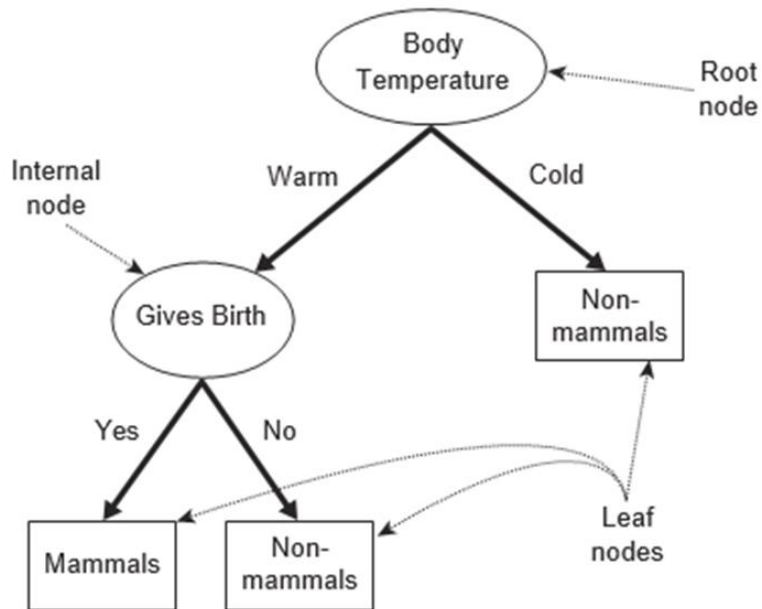 Body
Temperature
Root
node
Internal
node
Warm
Cold
Gives Birth
Non-
mammals
Yes
No
Mammals
Non-
mammals
Leaf
nodes